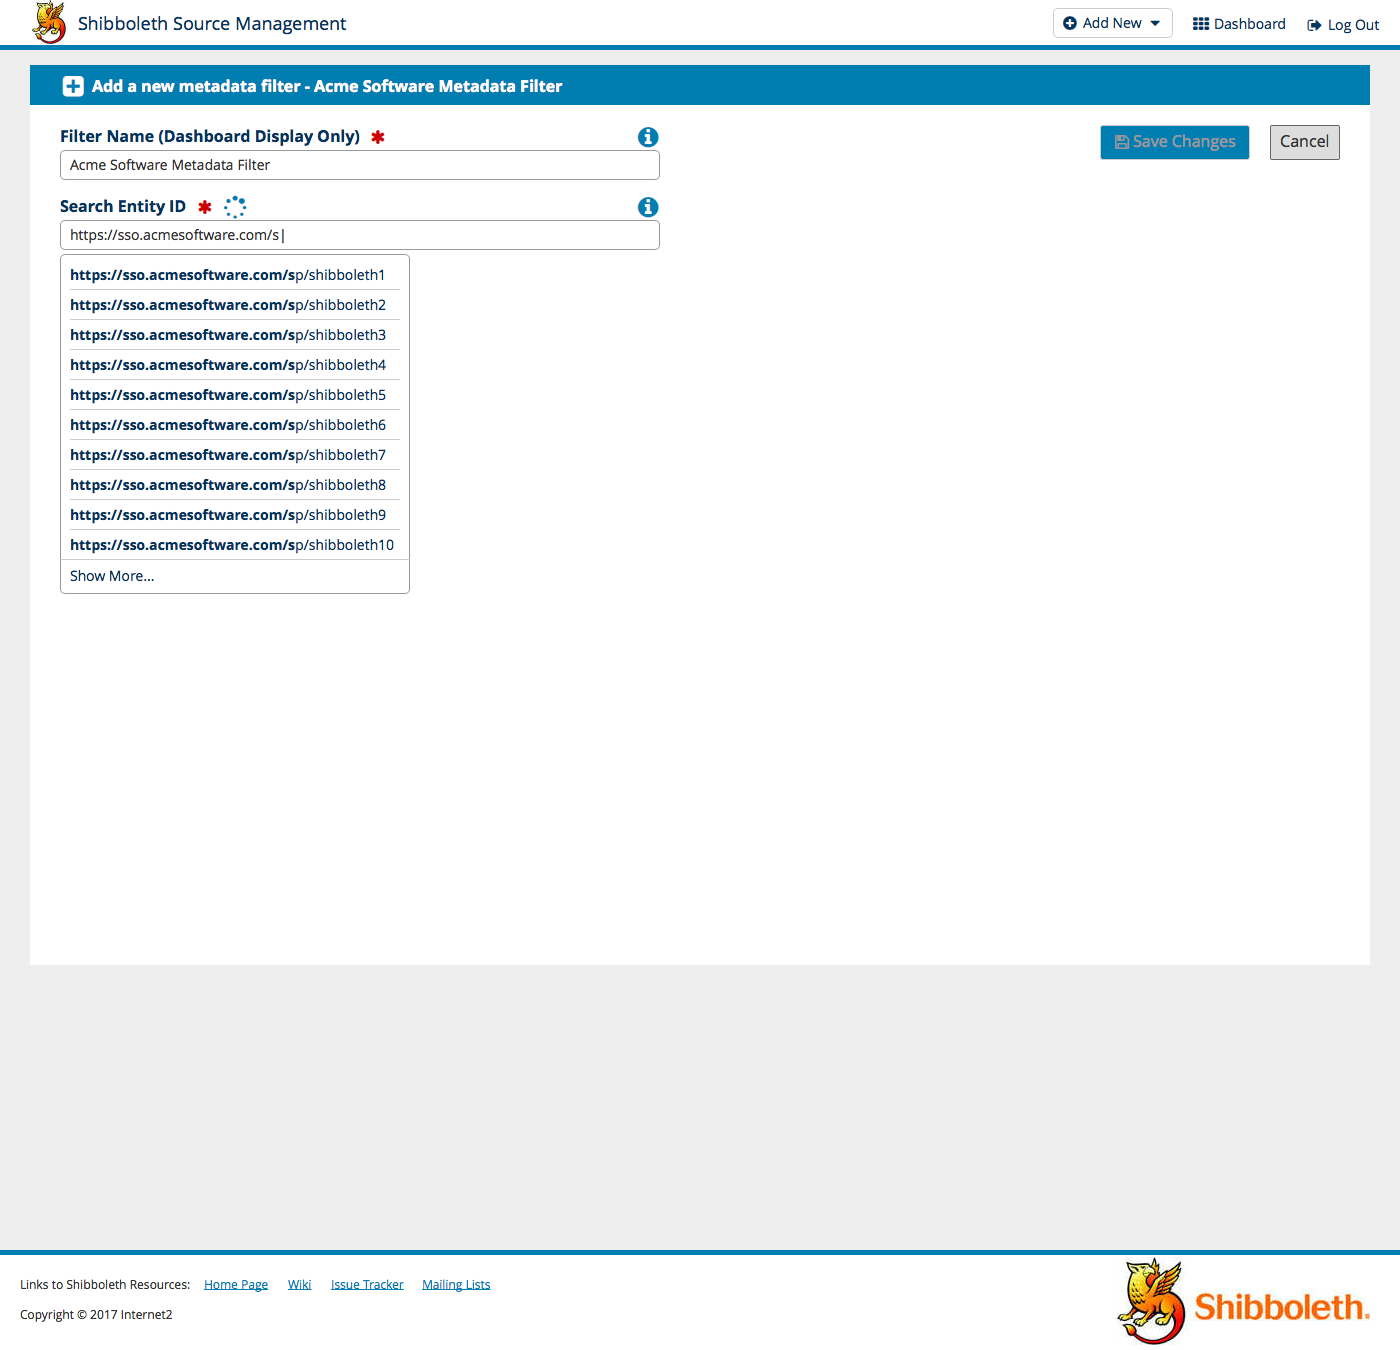 Shibboleth Source Management
Add New
Dashboard
Log Out
Add a new metadata filter - Acme Software Metadata Filter
Filter Name (Dashboard Display Only) *
Save Changes
Cancel
Acme Software Metadata Filter
Search Entity ID *
https://sso.acmesoftware.com/s
https://sso.acmesoftware.com/sp/shibboleth1
https://sso.acmesoftware.com/sp/shibboleth2
https://sso.acmesoftware.com/sp/shibboleth3
https://sso.acmesoftware.com/sp/shibboleth4
https://sso.acmesoftware.com/sp/shibboleth5
https://sso.acmesoftware.com/sp/shibboleth6
https://sso.acmesoftware.com/sp/shibboleth7
https://sso.acmesoftware.com/sp/shibboleth8
https://sso.acmesoftware.com/sp/shibboleth9
https://sso.acmesoftware.com/sp/shibboleth10
Show More...
Links to Shibboleth Resources: Home Page Wiki Issue Tracker Mailing Lists
Copyright © 2017 Internet2
Shibboleth.